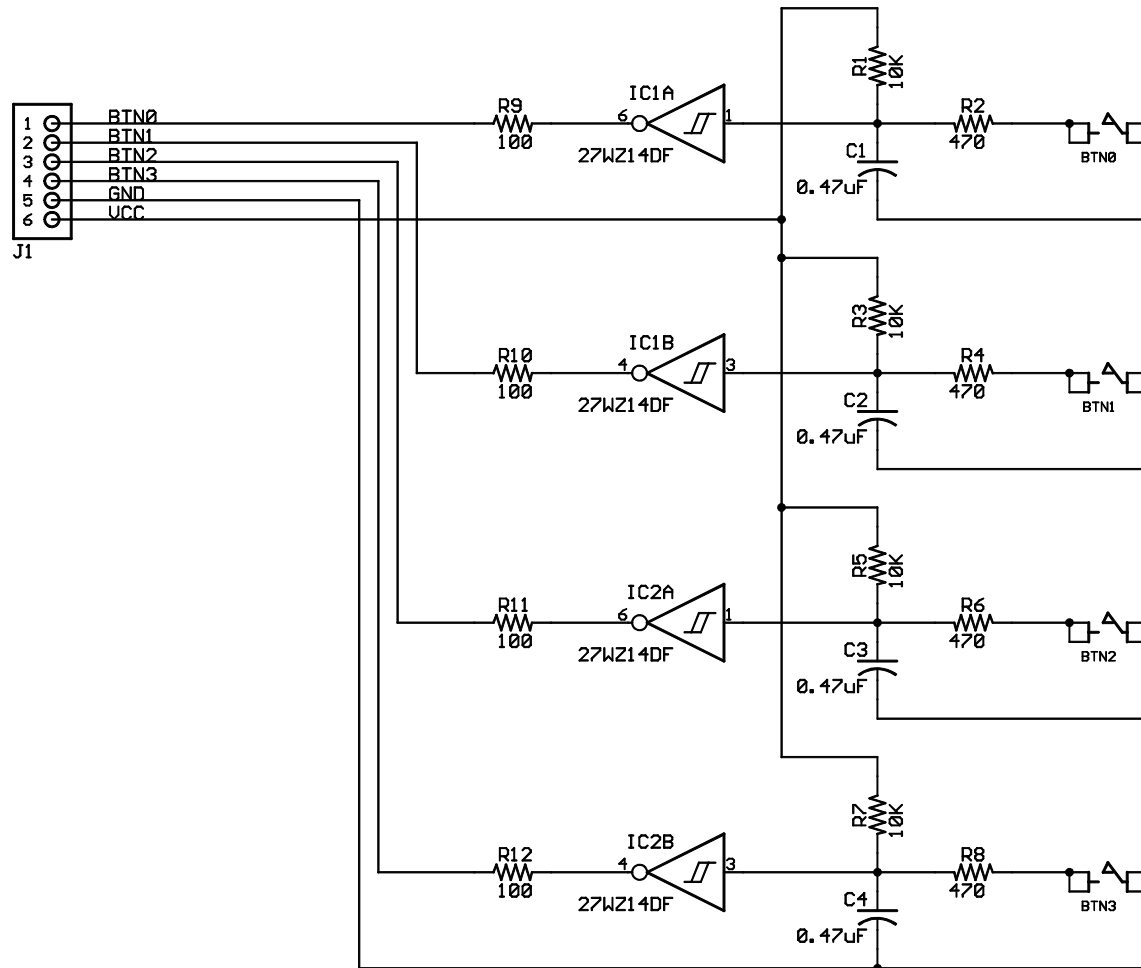 1 BTN0
2 BTN1
3 BTN2
4 BTN3
5 GND
6 VCC
J1
R9
100
6 IC1A 1
27WZ14DF
R1 10K
R2
470
C1
0.47uF
BTN0
R10
100
4 IC1B 3
27WZ14DF
R3 10K
R4
470
C2
0.47uF
BTN1
R11
100
6 IC2A 1
27WZ14DF
R5 10K
R6
470
C3
0.47uF
BTN2
R12
100
4 IC2B 3
27WZ14DF
R7 10K
R8
470
C4
0.47uF
BTN3